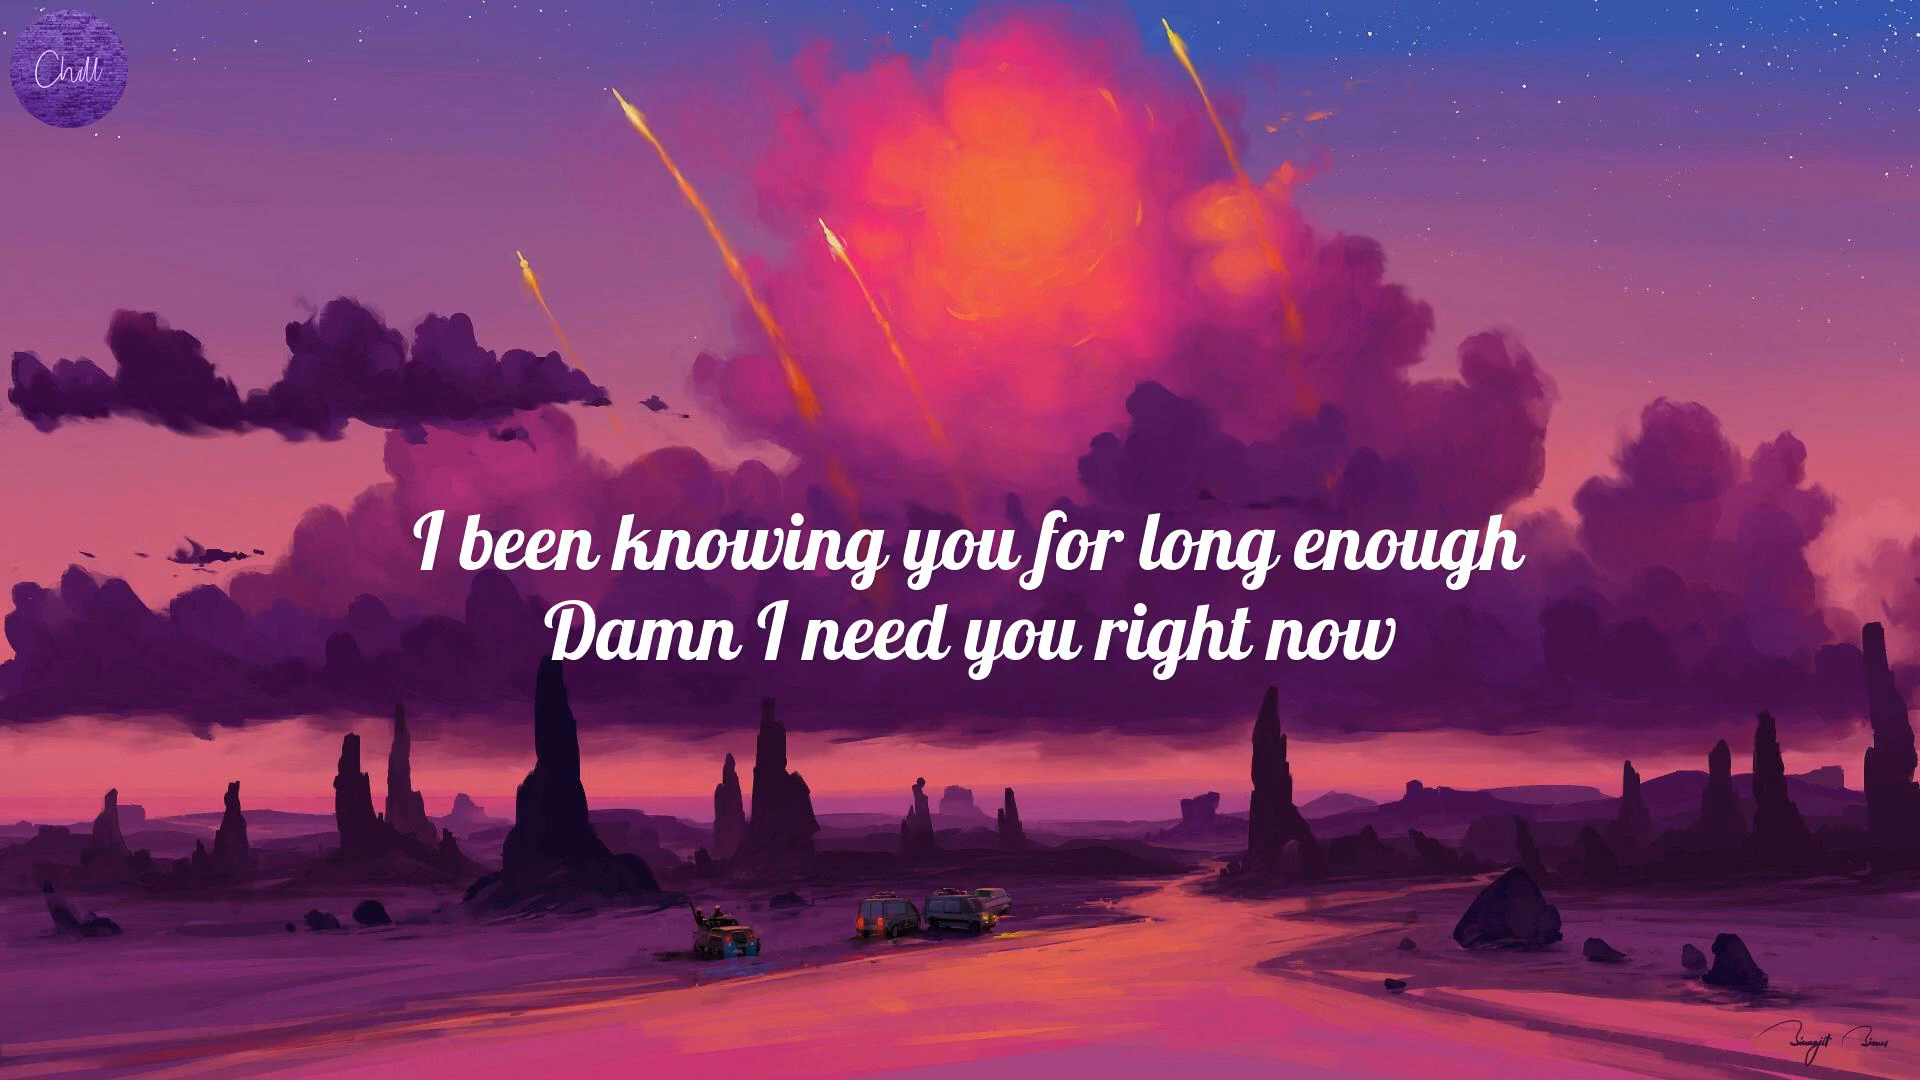 Chill
I been knowing you for long enough
Damn I need you right now